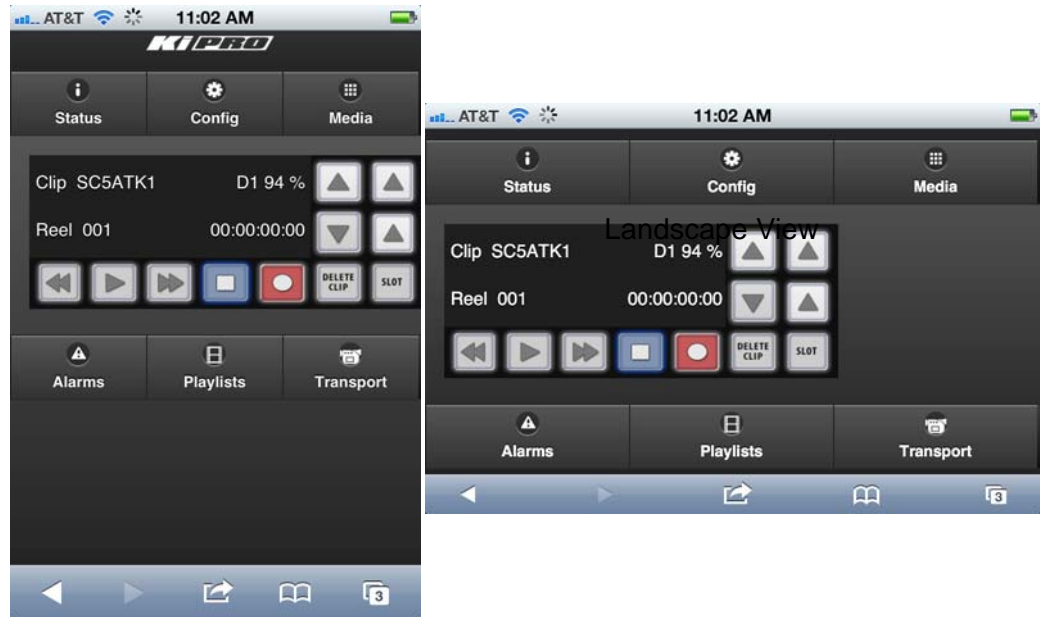 AT&T 11:02 AM
Ki PRO
Status Config Media
Clip SC5ATK1 D1 94 %
Reel 001 00:00:00:00
DELETE CLIP SLOT
Alarms Playlists Transport
3
AT&T 11:02 AM
Status Config Media
Landscape View
Clip SC5ATK1 D1 94 %
Reel 001 00:00:00:00
DELETE CLIP SLOT
Alarms Playlists Transport
3